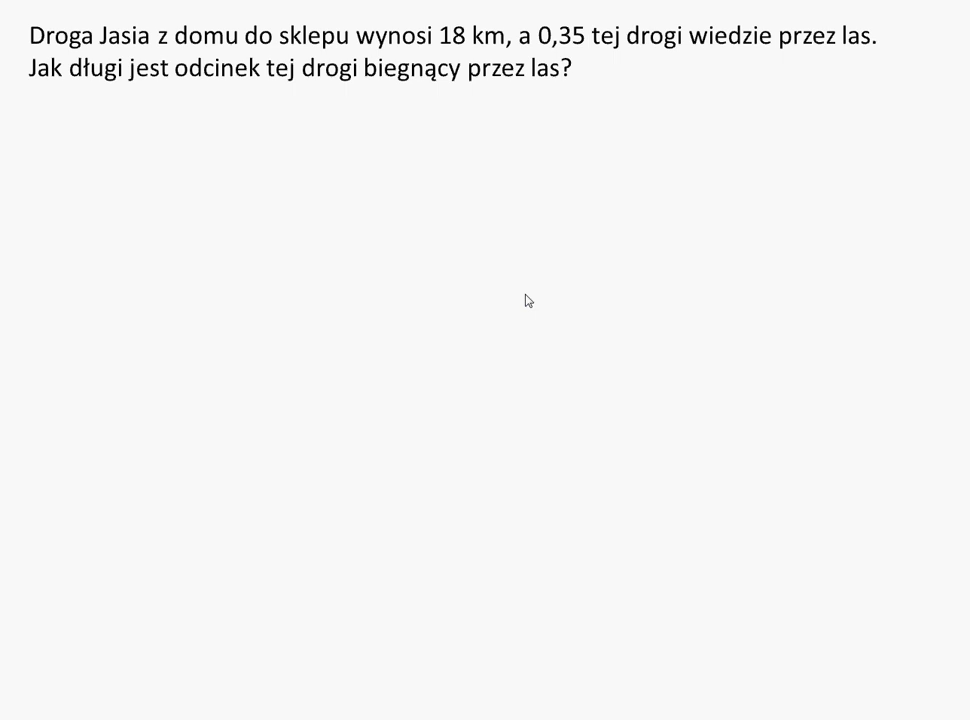 Droga Jasia z domu do sklepu wynosi 18 km, a 0,35 tej drogi wiedzie przez las.
Jak długi jest odcinek tej drogi biegnący przez las?